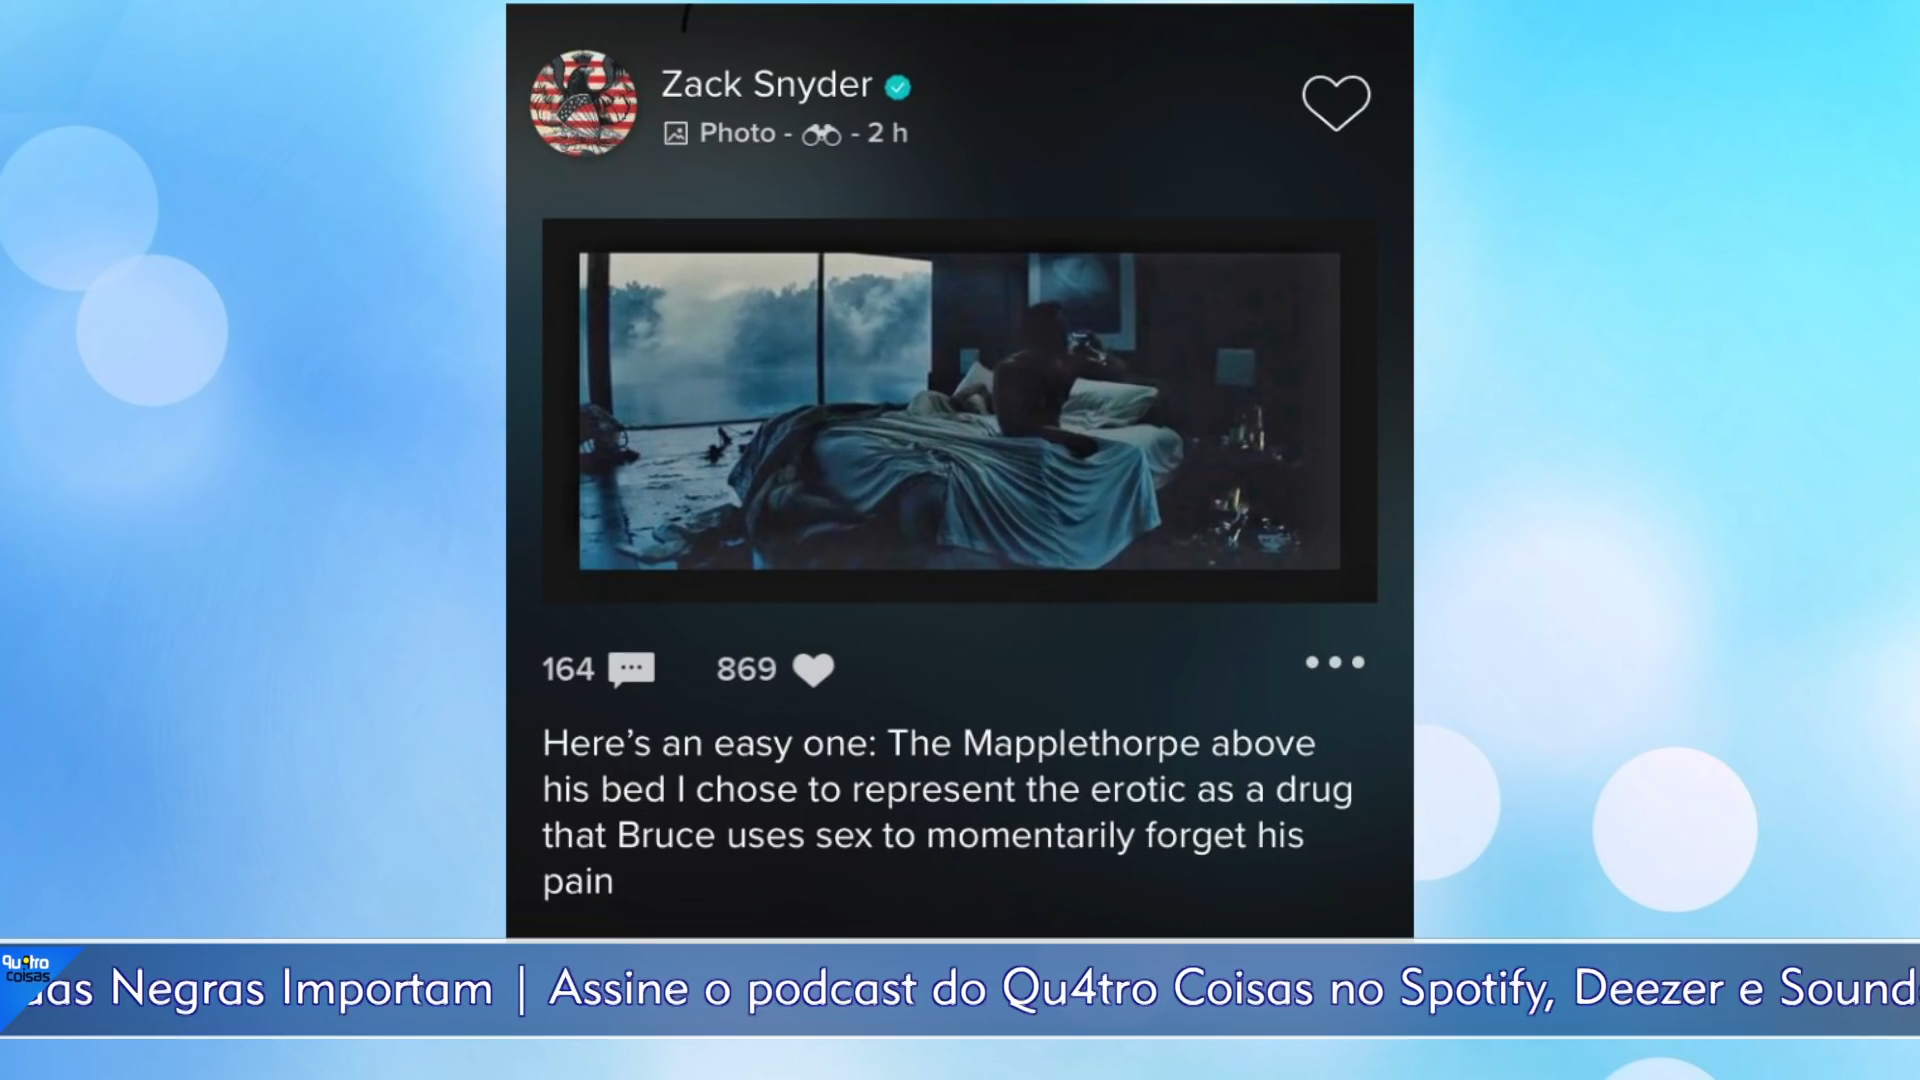 Zack Snyder
Photo - - 2 h
164
869
Here's an easy one: The Mapplethorpe above
his bed I chose to represent the erotic as a drug
that Bruce uses sex to momentarily forget his
pain
qu4tro
coisas
das Negras Importam | Assine o podcast do Qu4tro Coisas no Spotify, Deezer e Sound